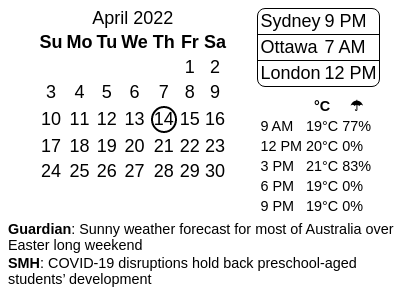 April 2022
Su Mo Tu We Th Fr Sa
1 2
3 4 5 6 7 8 9
10 11 12 13 14 15 16
17 18 19 20 21 22 23
24 25 26 27 28 29 30
Sydney 9 PM
Ottawa 7 AM
London 12 PM
°C ☂
9 AM 19°C 77%
12 PM 20°C 0%
3 PM 21°C 83%
6 PM 19°C 0%
9 PM 19°C 0%
Guardian: Sunny weather forecast for most of Australia over
Easter long weekend
SMH: COVID-19 disruptions hold back preschool-aged
students’ development